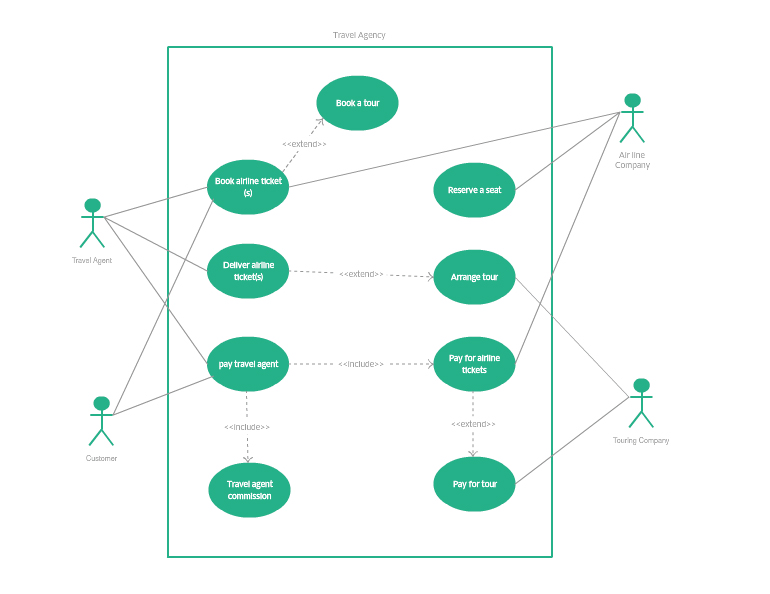 Travel Agency
Book a tour
<<extend>>
Air line
Company
Book airline ticket
(s)
Reserve a seat
Travel Agent
Deliver airline
ticket(s)
<<extend>>
Arrange tour
pay travel agent
<<include>>
Pay for airline
tickets
<<include>>
<<extend>>
Touring Company
Customer
Travel agent
commission
Pay for tour